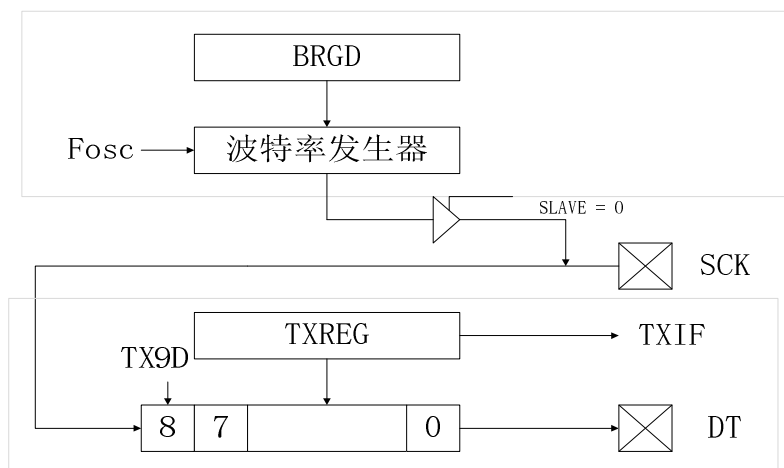 BRGD
Fosc
波特率发生器
SLAVE = 0
SCK
TXREG
TXIF
TX9D
8
7
0
DT